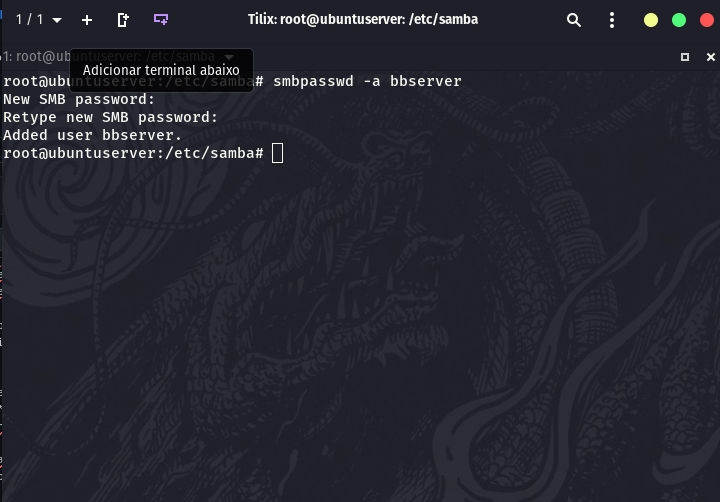 1 / 1
Tilix: root@ubuntuserver: /etc/samba
1: root@ubuntuserver: /etc/samba
Adicionar terminal abaixo
root@ubuntuserver:/etc/samba# smbpasswd -a bbserver
New SMB password:
Retype new SMB password:
Added user bbserver.
root@ubuntuserver:/etc/samba#